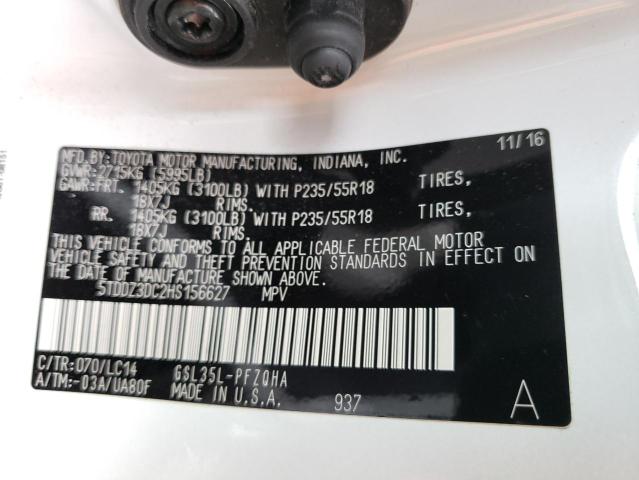 MFD.BY: TOYOTA MOTOR MANUFACTURING, INDIANA, INC. 11/16
GVWR: 2715KG (5995LB)
GAWR: FRT. 1405KG (3100LB) WITH P235/55R18 TIRES,
18X7J RIMS.
RR. 1405KG (3100LB) WITH P235/55R18 TIRES,
18X7J RIMS.
THIS VEHICLE CONFORMS TO ALL APPLICABLE FEDERAL MOTOR
VEHICLE SAFETY AND THEFT PREVENTION STANDARDS IN EFFECT ON
THE DATE OF MANUFACTURE SHOWN ABOVE.
5TDDZ3DC2HS156627 MPV
C/TR: 070/LC14 GSL35L-PFZQHA
A/TM: -03A/UA80F MADE IN U.S.A. 937 A